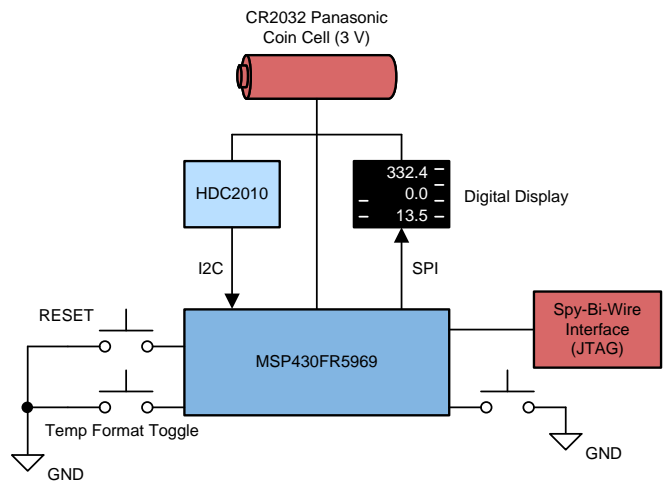 CR2032 Panasonic
Coin Cell (3 V)
HDC2010
332.4
0.0
13.5
Digital Display
I2C
SPI
RESET
MSP430FR5969
Spy-Bi-Wire
Interface
(JTAG)
Temp Format Toggle
GND
GND